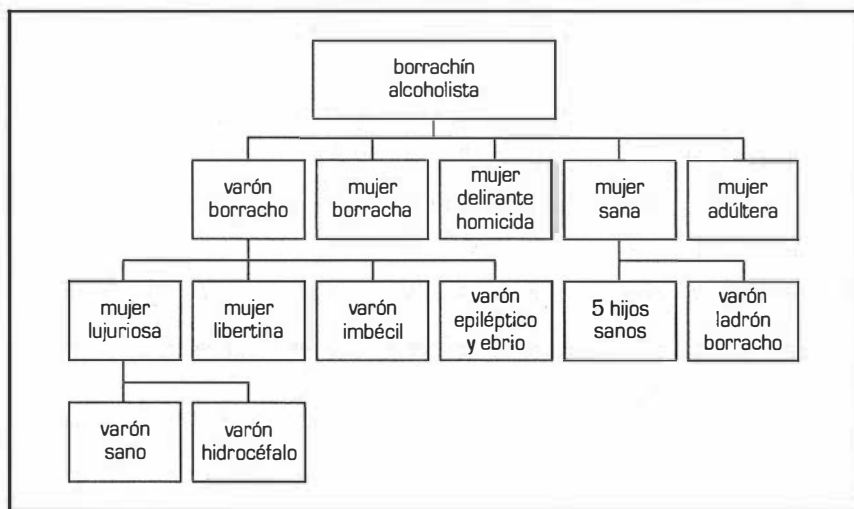 borrachín
alcoholista
varón
borracho
mujer
borracha
mujer
delirante
homicida
mujer
sana
mujer
adúltera
mujer
lujuriosa
mujer
libertina
varón
imbécil
varón
epiléptico
y ebrio
5 hijos
sanos
varón
ladrón
borracho
varón
sano
varón
hidrocéfalo